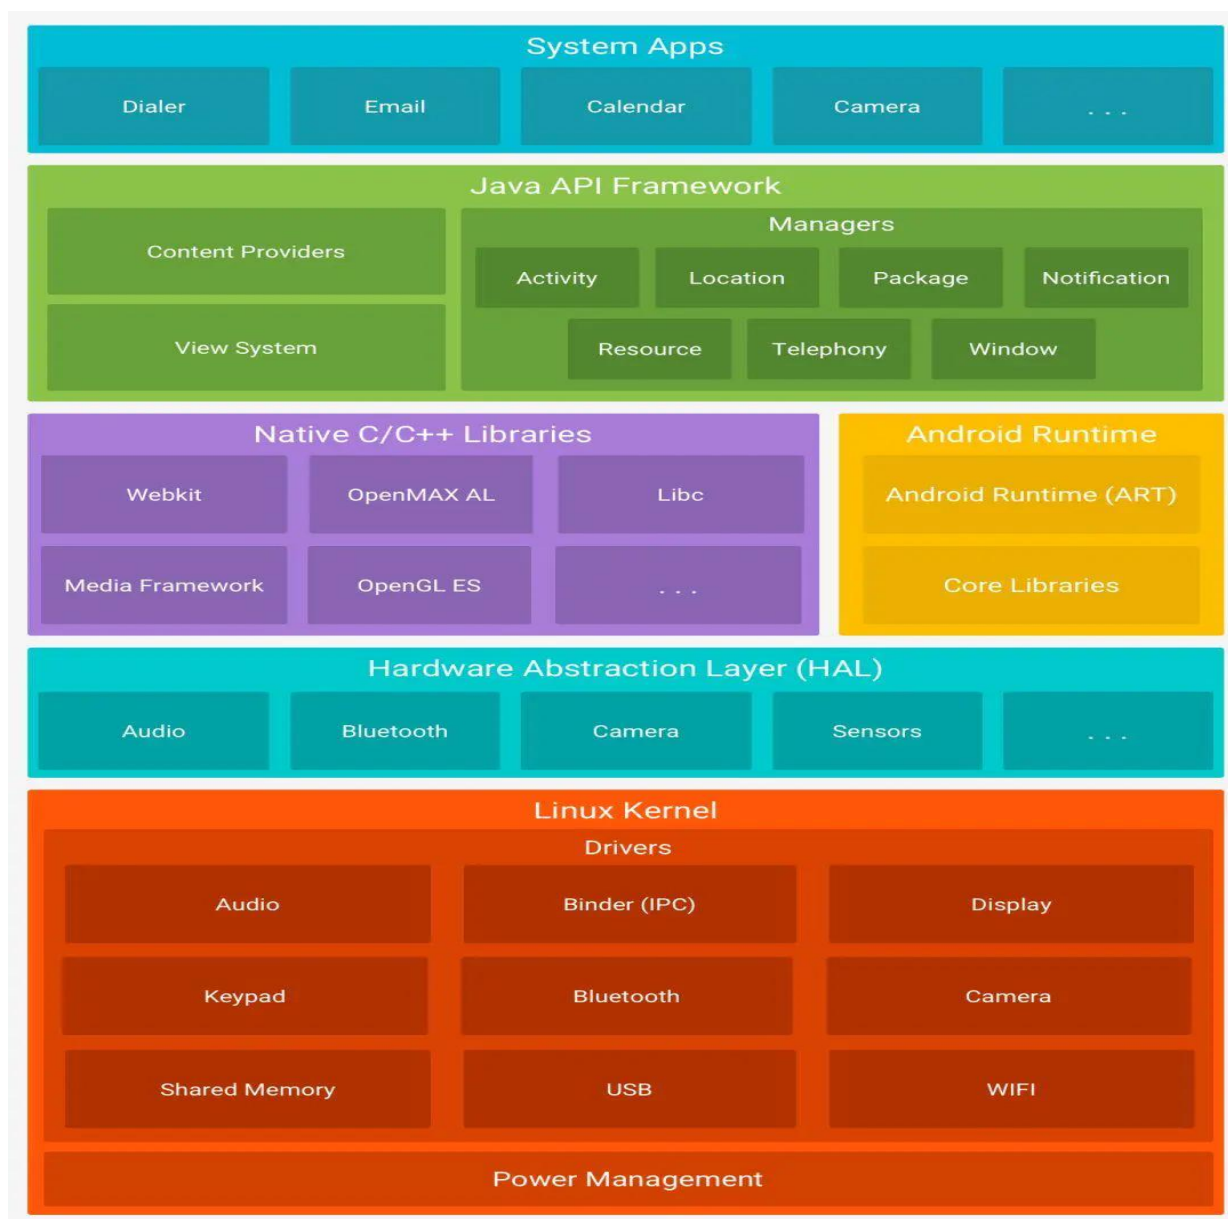 System Apps
Dialer Email Calendar Camera . . .
Java API Framework
Content Providers
View System
Managers
Activity Location Package Notification
Resource Telephony Window
Native C/C++ Libraries
Webkit OpenMAX AL Libc
Media Framework OpenGL ES . . .
Android Runtime
Android Runtime (ART)
Core Libraries
Hardware Abstraction Layer (HAL)
Audio Bluetooth Camera Sensors . . .
Linux Kernel
Drivers
Audio Binder (IPC) Display
Keypad Bluetooth Camera
Shared Memory USB WIFI
Power Management